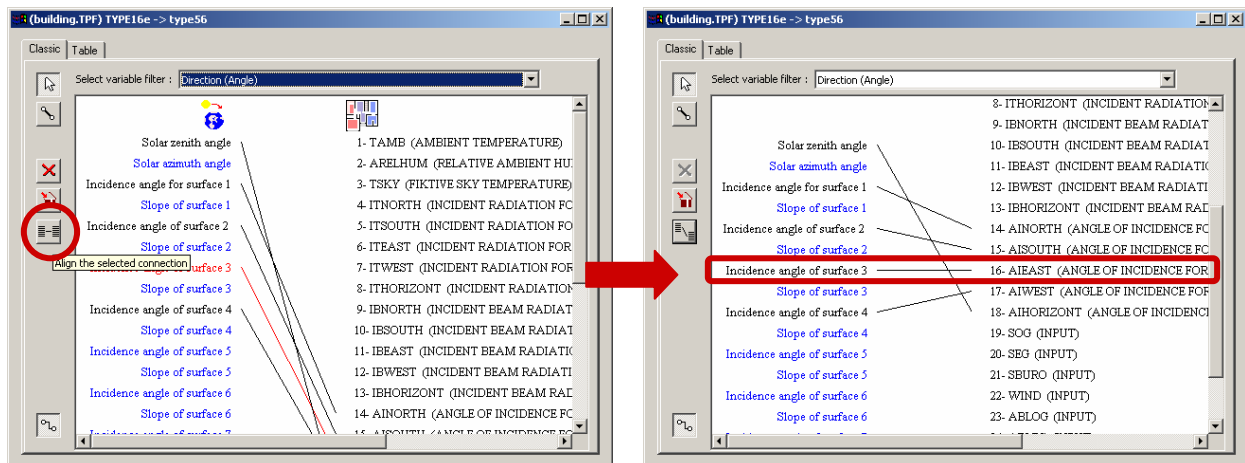 (building.TPF) TYPE16e -> type56
Classic Table
Select variable filter : Direction (Angle)
Solar zenith angle 1- TAMB (AMBIENT TEMPERATURE)
Solar azimuth angle 2- ARELHUM (RELATIVE AMBIENT HU
Incidence angle for surface 1 3- TSKY (FIKTIVE SKY TEMPERATURE)
Slope of surface 1 4- ITNORTH (INCIDENT RADIATION FO
Incidence angle of surface 2 5- ITSOUTH (INCIDENT RADIATION FO
Slope of surface 2 6- ITEAST (INCIDENT RADIATION FOR
Align the selected connection
urface 3 7- ITWEST (INCIDENT RADIATION FOR
Slope of surface 3 8- ITHORIZONT (INCIDENT RADIATION
Incidence angle of surface 4 9- IBNORTH (INCIDENT BEAM RADIAT
Slope of surface 4 10- IBSOUTH (INCIDENT BEAM RADIAT
Incidence angle of surface 5 11- IBEAST (INCIDENT BEAM RADIATI
Slope of surface 5 12- IBWEST (INCIDENT BEAM RADIATI
Incidence angle of surface 6 13- IBHORIZONT (INCIDENT BEAM RAD
Slope of surface 6 14- AINORTH (ANGLE OF INCIDENCE FO
(building.TPF) TYPE16e -> type56
Classic Table
Select variable filter : Direction (Angle)
8- ITHORIZONT (INCIDENT RADIATION
9- IBNORTH (INCIDENT BEAM RADIAT
Solar zenith angle 10- IBSOUTH (INCIDENT BEAM RADIAT
Solar azimuth angle 11- IBEAST (INCIDENT BEAM RADIATI
Incidence angle for surface 1 12- IBWEST (INCIDENT BEAM RADIATI
Slope of surface 1 13- IBHORIZONT (INCIDENT BEAM RAD
Incidence angle of surface 2 14- AINORTH (ANGLE OF INCIDENCE FO
Slope of surface 2 15- AISOUTH (ANGLE OF INCIDENCE FO
Incidence angle of surface 3 16- AIEAST (ANGLE OF INCIDENCE FOR
Slope of surface 3 17- AIWEST (ANGLE OF INCIDENCE FOR
Incidence angle of surface 4 18- AIHORIZONT (ANGLE OF INCIDENC
Slope of surface 4 19- SOG (INPUT)
Incidence angle of surface 5 20- SEG (INPUT)
Slope of surface 5 21- SBURO (INPUT)
Incidence angle of surface 6 22- WIND (INPUT)
Slope of surface 6 23- ABLOG (INPUT)